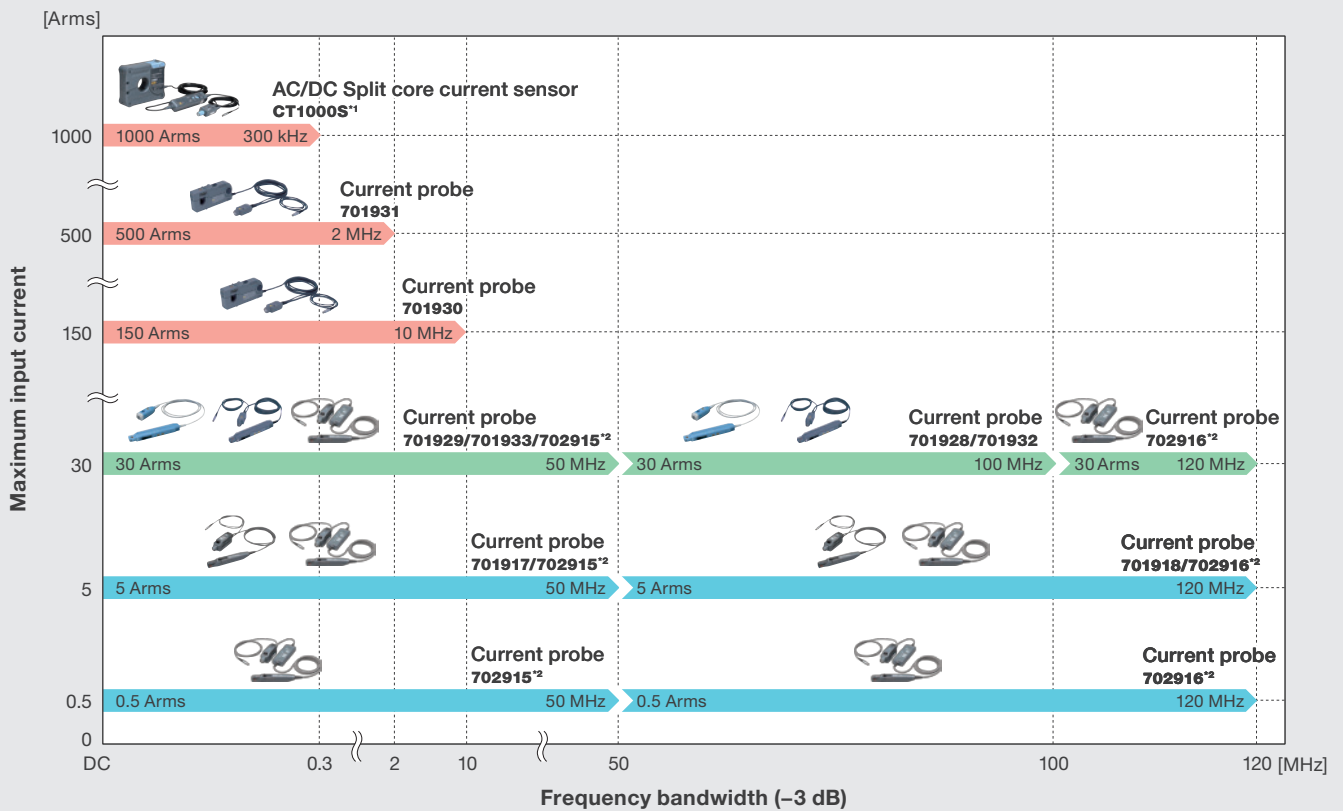 [Arms]
AC/DC Split core current sensor
CT1000S*1
1000
1000 Arms 300 kHz
Current probe
701931
500
500 Arms 2 MHz
Current probe
701930
150
150 Arms 10 MHz
Current probe
701929/701933/702915*2
Current probe
701928/701932
Current probe
702916*2
30
30 Arms 50 MHz
30 Arms 100 MHz
30 Arms 120 MHz
Current probe
701917/702915*2
Current probe
701918/702916*2
5
5 Arms 50 MHz
5 Arms 120 MHz
Current probe
702915*2
Current probe
702916*2
0.5
0.5 Arms 50 MHz
0.5 Arms 120 MHz
0
DC 0.3 2 10 50 100 120 [MHz]
Maximum input current
Frequency bandwidth (−3 dB)